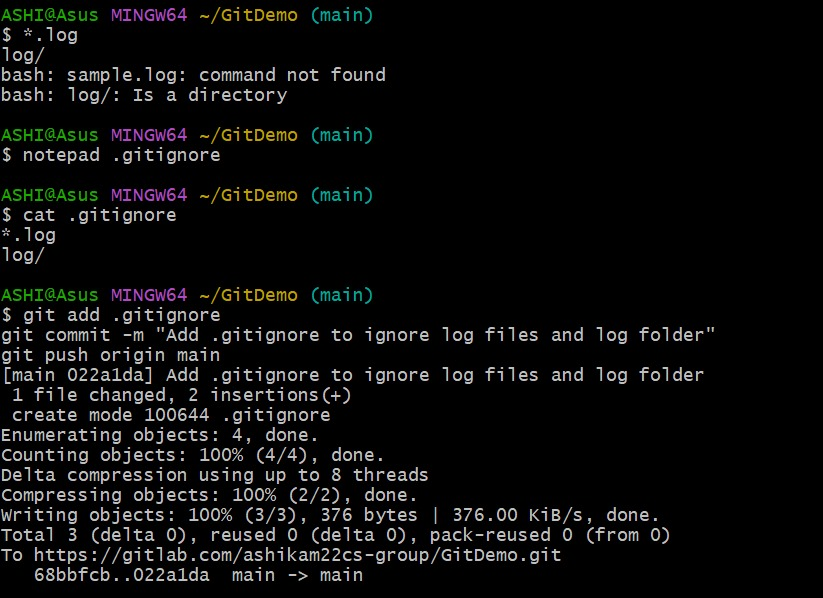 ASHI@Asus MINGW64 ~/GitDemo (main)
$ *.log
log/
bash: sample.log: command not found
bash: log/: Is a directory

ASHI@Asus MINGW64 ~/GitDemo (main)
$ notepad .gitignore

ASHI@Asus MINGW64 ~/GitDemo (main)
$ cat .gitignore
*.log
log/

ASHI@Asus MINGW64 ~/GitDemo (main)
$ git add .gitignore
git commit -m "Add .gitignore to ignore log files and log folder"
git push origin main
[main 022a1da] Add .gitignore to ignore log files and log folder
 1 file changed, 2 insertions(+)
 create mode 100644 .gitignore
Enumerating objects: 4, done.
Counting objects: 100% (4/4), done.
Delta compression using up to 8 threads
Compressing objects: 100% (2/2), done.
Writing objects: 100% (3/3), 376 bytes | 376.00 KiB/s, done.
Total 3 (delta 0), reused 0 (delta 0), pack-reused 0 (from 0)
To https://gitlab.com/ashikam22cs-group/GitDemo.git
   68bbfcb..022a1da  main -> main